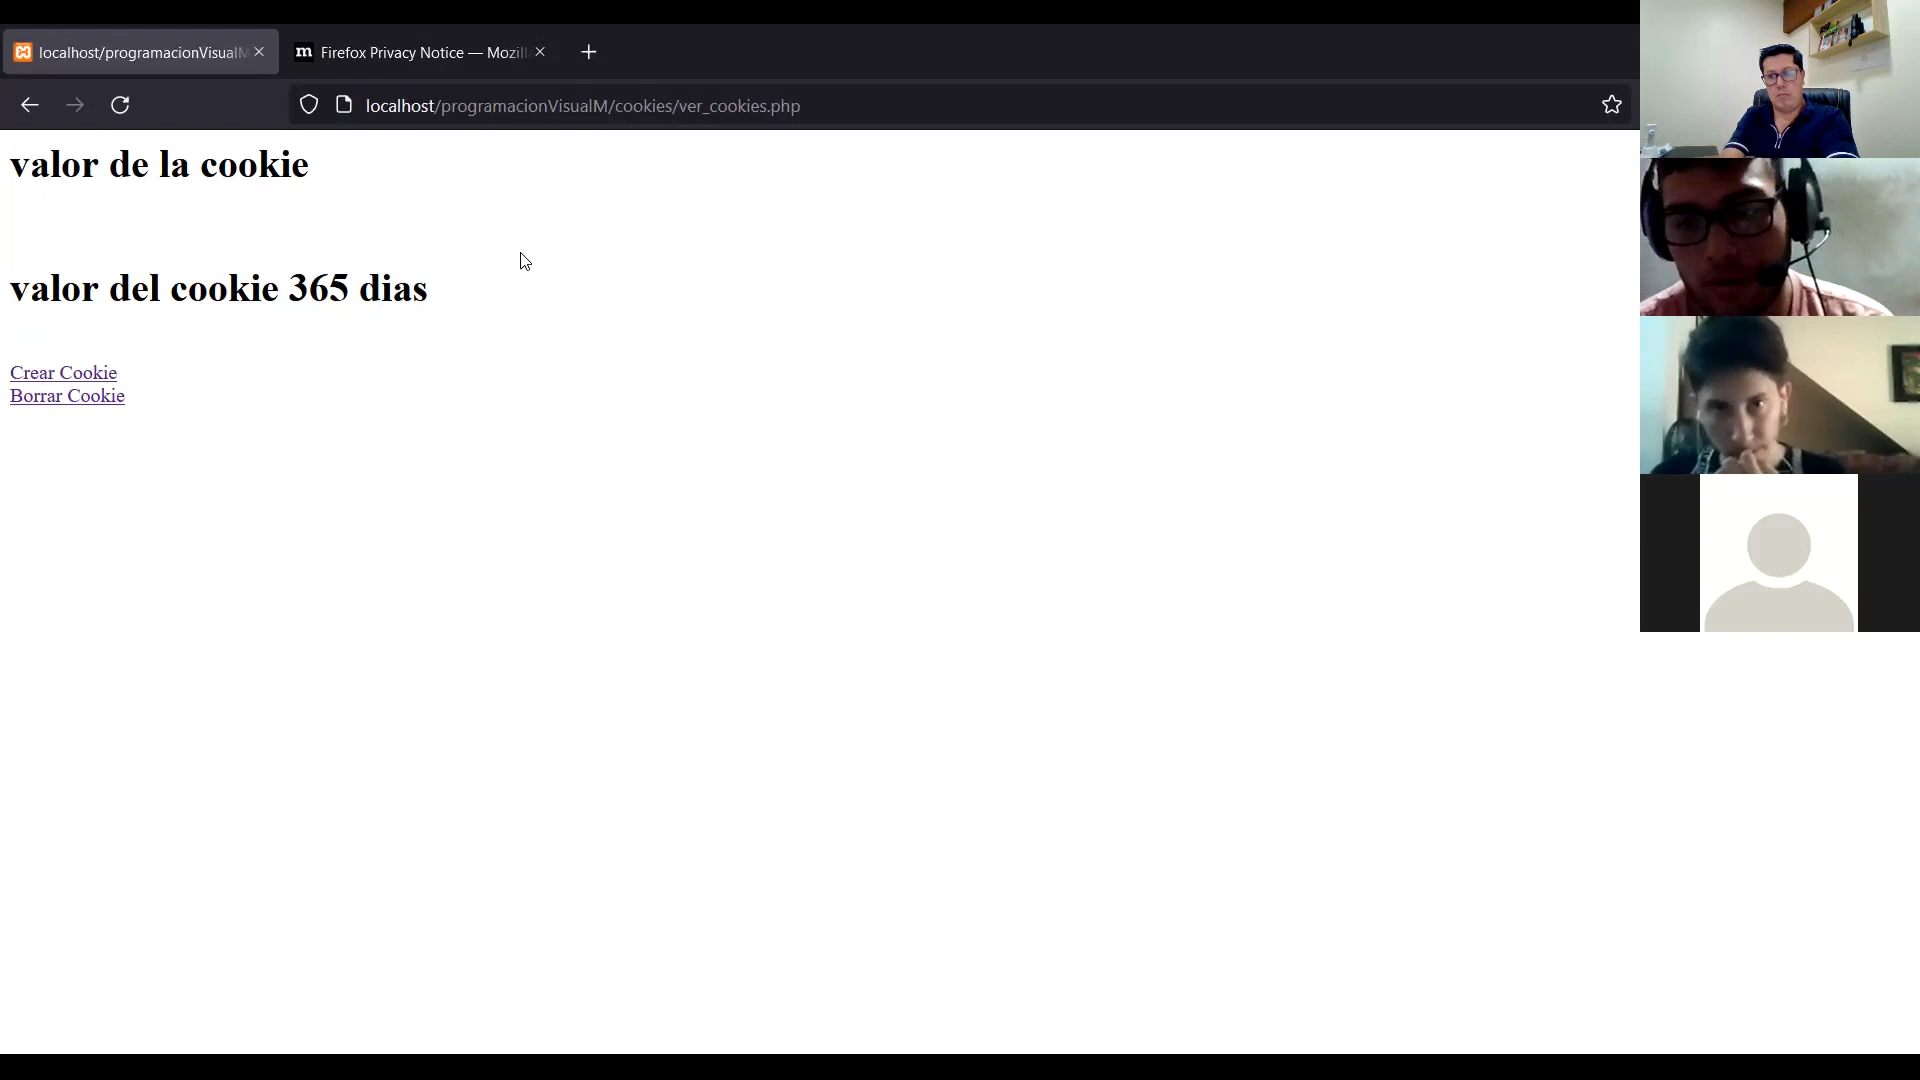 localhost/programacionVisualM
Firefox Privacy Notice — Mozill
localhost/programacionVisualM/cookies/ver_cookies.php
valor de la cookie
valor del cookie 365 dias
Crear Cookie
Borrar Cookie